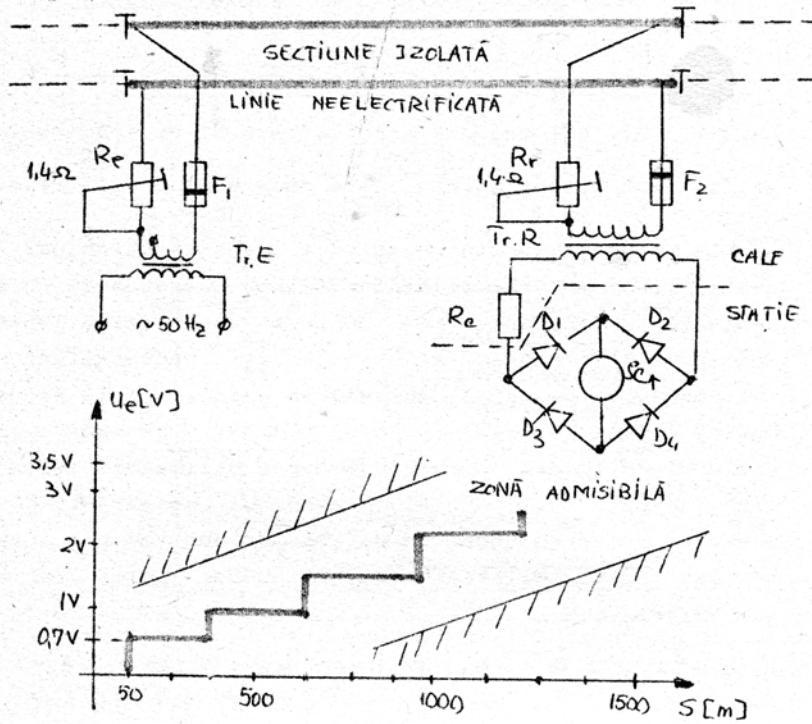 SECTIUNE IZOLATĂ
LINIE NEELECTRIFICATĂ
Re
1,4Ω
F1
Rr
1,4Ω
F2
Tr.E
Tr.R
CALE
~50Hz
Rc
D1
D2
STATIE
D3
D4
Ue[V]
3,5V
3V
ZONĂ ADMISIBILĂ
2V
1V
0,7V
50
500
1000
1500
S[m]